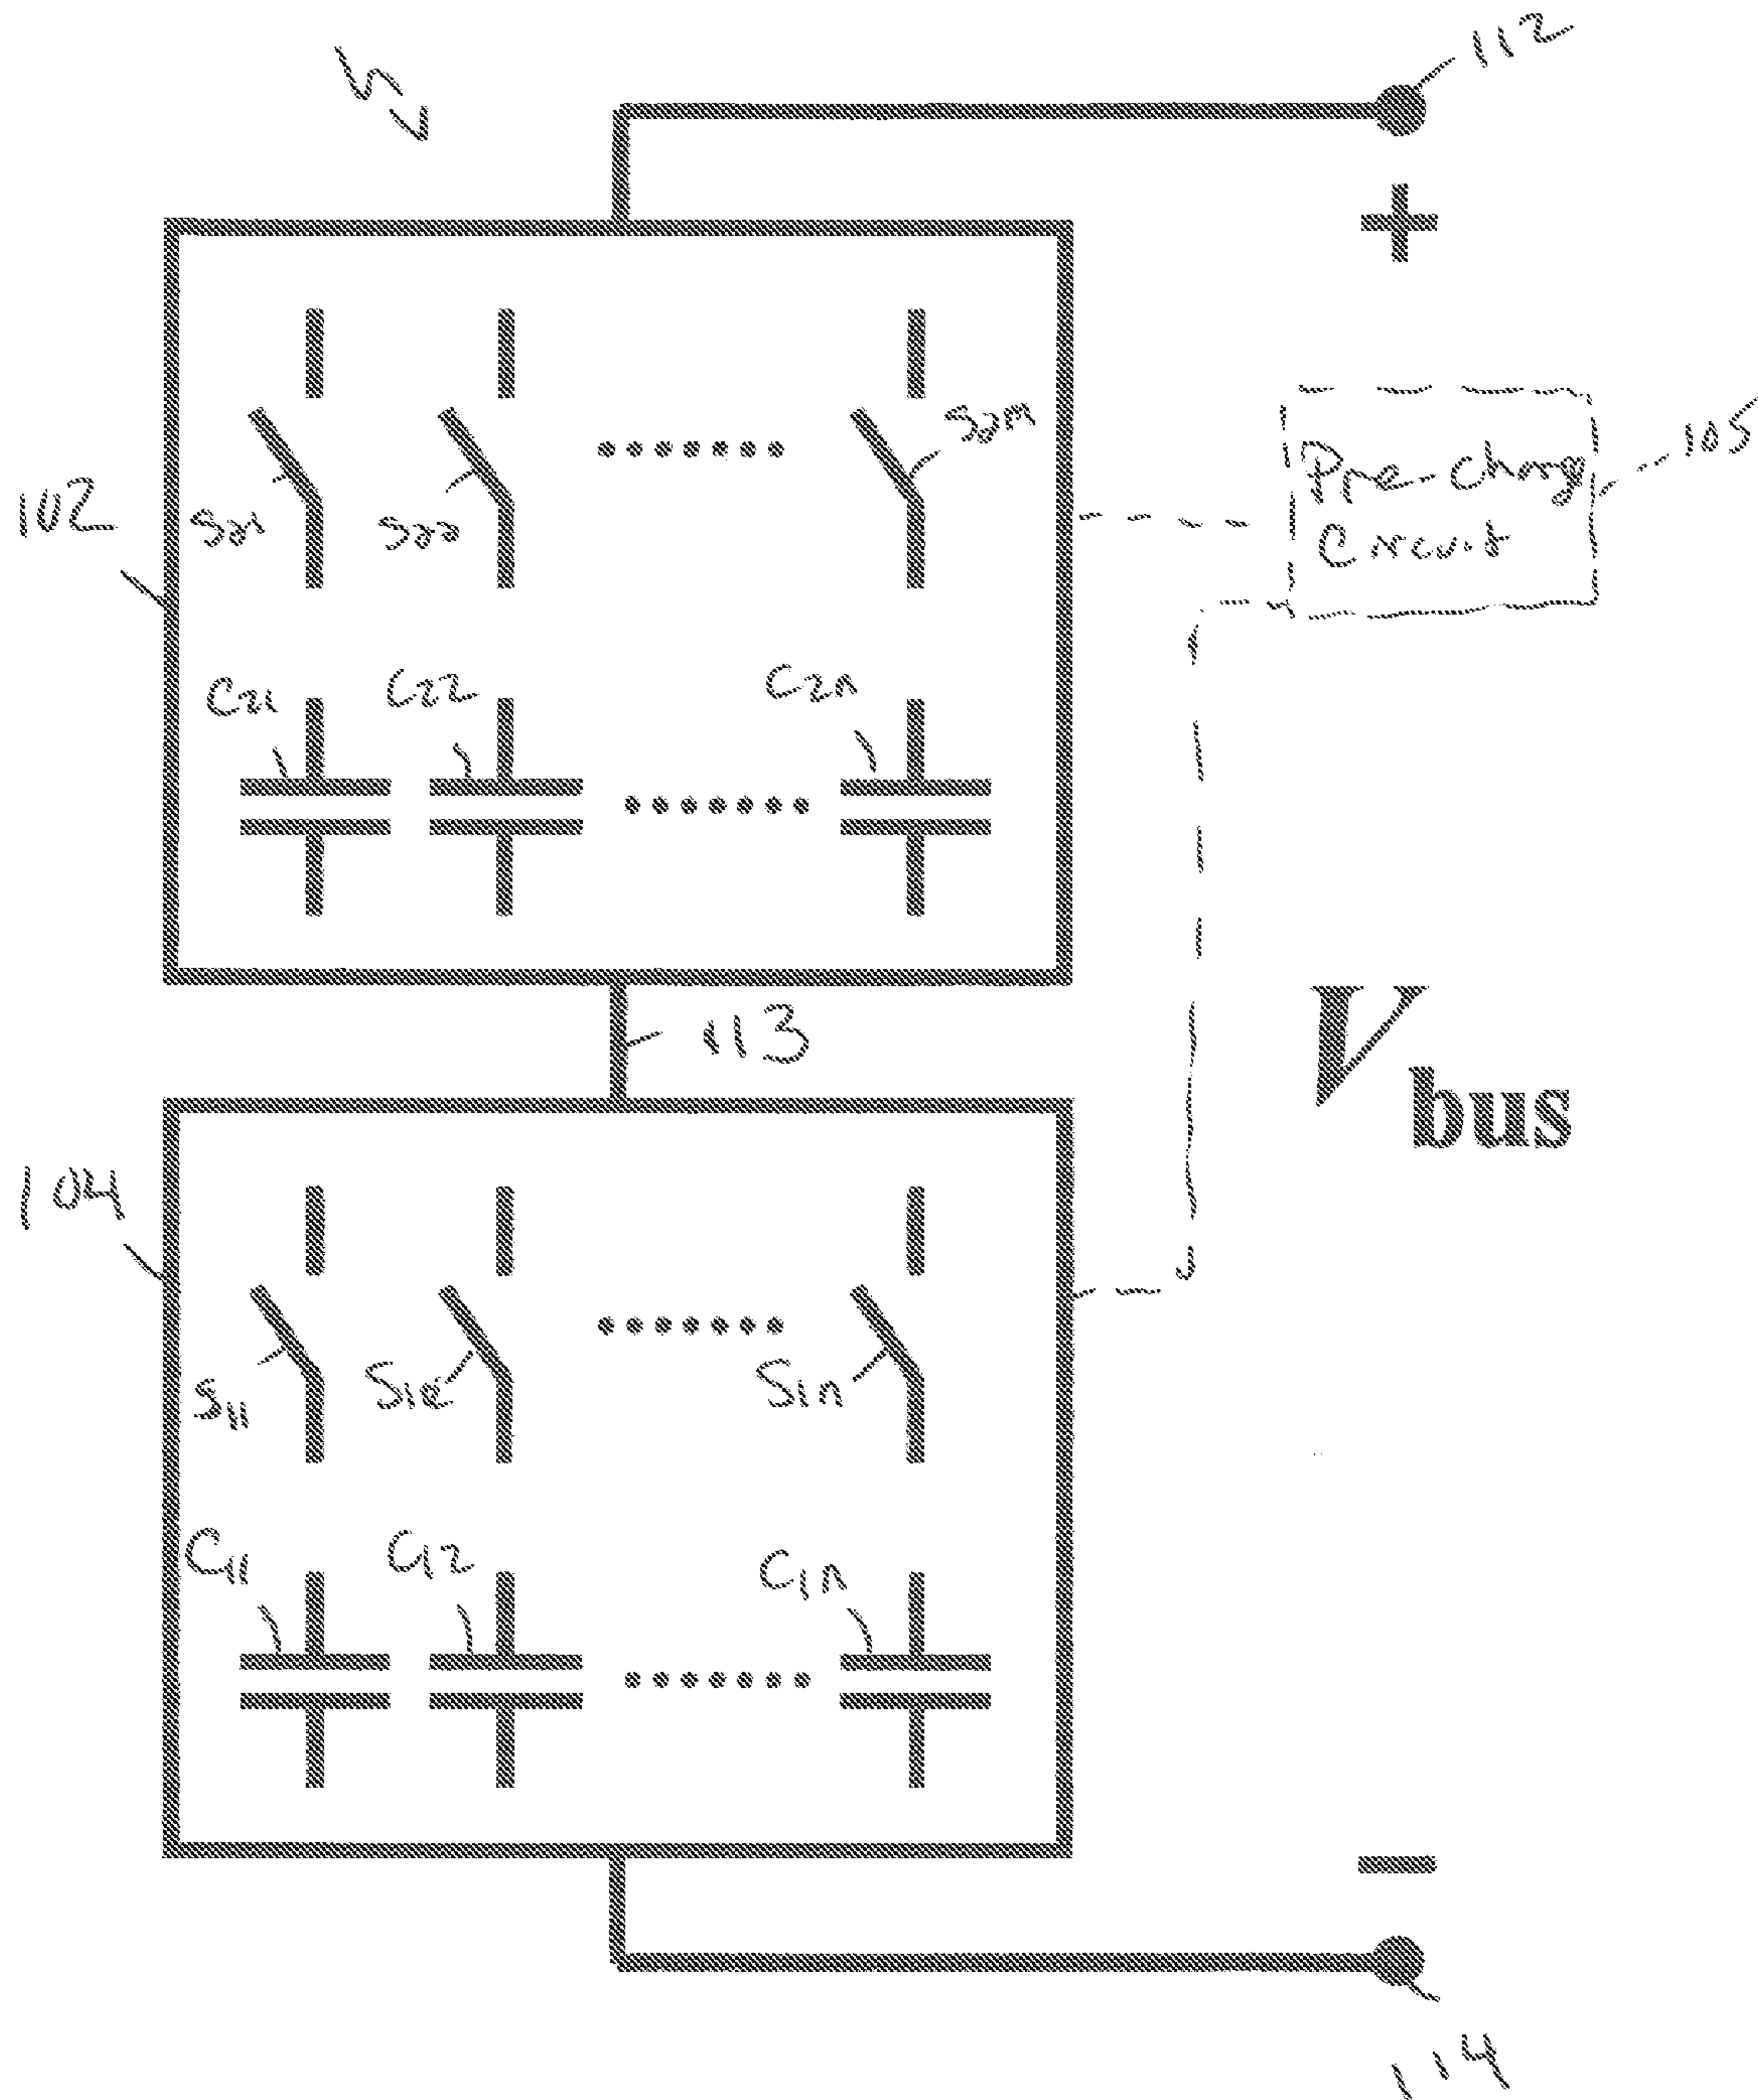 112
+
S21 S22 S2m
102
Pre-Charge
Circuit
105
C21 C22 C2n
113
Vbus
104
S11 S12 S1n
C11 C12 C1n
−
114